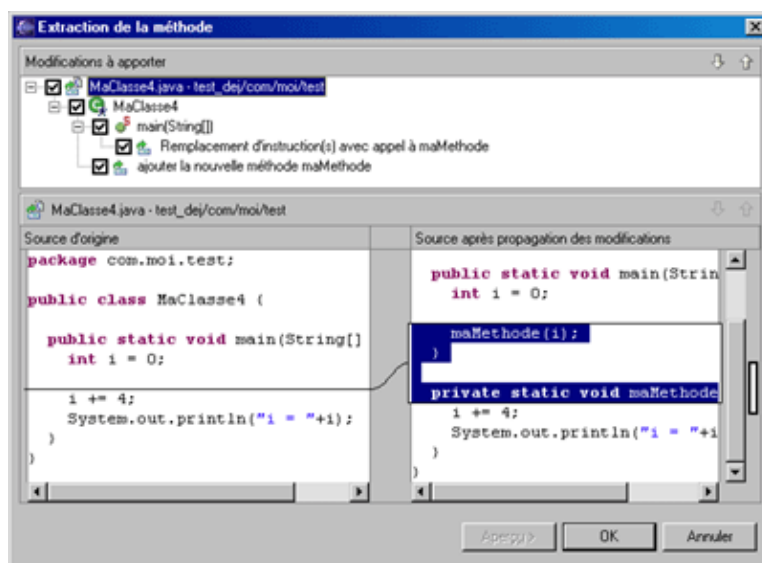 Extraction de la méthode
Modifications à apporter
MaClasse4.java - test_dej/com/moi/test
MaClasse4
main(String[])
Remplacement d'instruction(s) avec appel à maMethode
ajouter la nouvelle méthode maMethode
MaClasse4.java - test_dej/com/moi/test
Source d'origine
package com.moi.test;
public class MaClasse4 {
public static void main(String[]
int i = 0;
i += 4;
System.out.println("i = "+i);
}
}
Source après propagation des modifications
public static void main(Strin
int i = 0;
maMethode(i);
}
private static void maMethode
i += 4;
System.out.println("i = "+i
}
}
Aperçu >
OK
Annuler